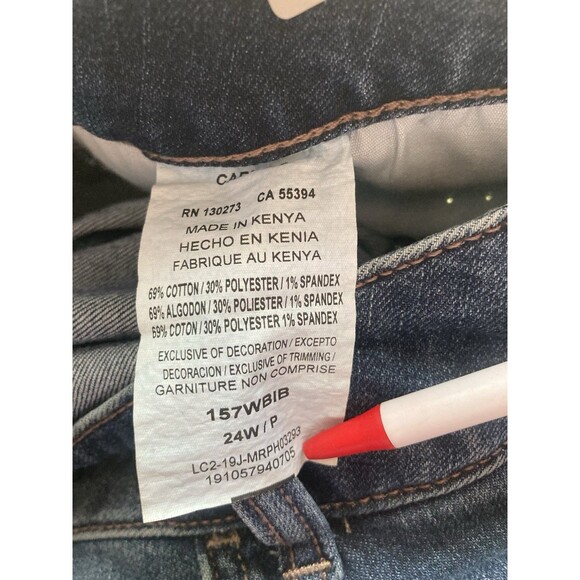 RN 130273 CA 55394
MADE IN KENYA
HECHO EN KENIA
FABRIQUE AU KENYA
69% COTTON / 30% POLYESTER / 1% SPANDEX
69% ALGODON / 30% POLIESTER / 1% SPANDEX
69% COTON / 30% POLYESTER 1% SPANDEX
EXCLUSIVE OF DECORATION / EXCEPTO
DECORACION / EXCLUSIVE OF TRIMMING /
GARNITURE NON COMPRISE
157WBIB
24W / P
LC2-19J-MRPH03293
191057940705